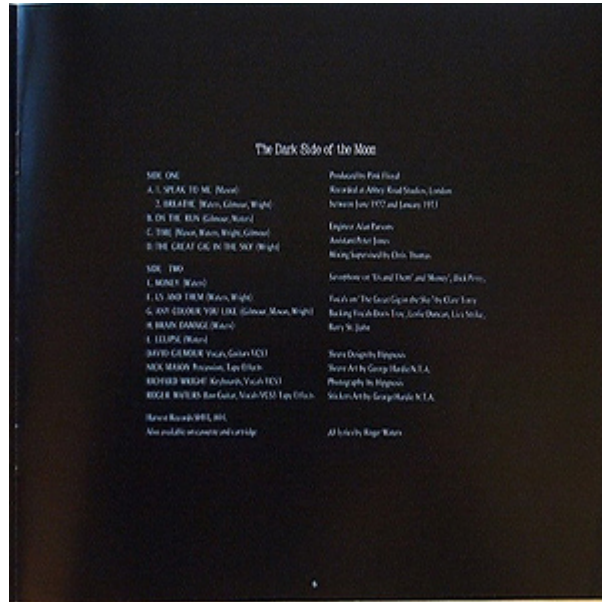 The Dark Side of the Moon
SIDE ONE
A. 1. SPEAK TO ME (Mason)
2. BREATHE (Waters, Gilmour, Wright)
B. ON THE RUN (Gilmour, Waters)
C. TIME (Mason, Waters, Wright, Gilmour)
D. THE GREAT GIG IN THE SKY (Wright)
SIDE TWO
E. MONEY (Waters)
F. US AND THEM (Waters, Wright)
G. ANY COLOUR YOU LIKE (Gilmour, Mason, Wright)
H. BRAIN DAMAGE (Waters)
I. ECLIPSE (Waters)
DAVID GILMOUR Vocals, Guitars VCS3
NICK MASON Percussion, Tape Effects
RICHARD WRIGHT Keyboards, Vocals VCS3
ROGER WATERS Bass Guitar, Vocals VCS3 Tape Effects
Harvest Records SHVL 804.
Also available on cassette and cartridge
Produced by Pink Floyd
Recorded at Abbey Road Studios, London
between June 1972 and January 1973
Engineer Alan Parsons
Assistant Peter James
Mixing Supervised by Chris Thomas
Saxophone on 'Us and Them' and 'Money', Dick Parry,
Vocals on 'The Great Gig in the Sky' by Clare Torry
Backing Vocals Doris Troy, Leslie Duncan, Liza Strike,
Barry St. John
Sleeve Design by Hipgnosis
Sleeve Art by George Hardie N.T.A.
Photography by Hipgnosis
Stickers Art by George Hardie N.T.A.
All lyrics by Roger Waters